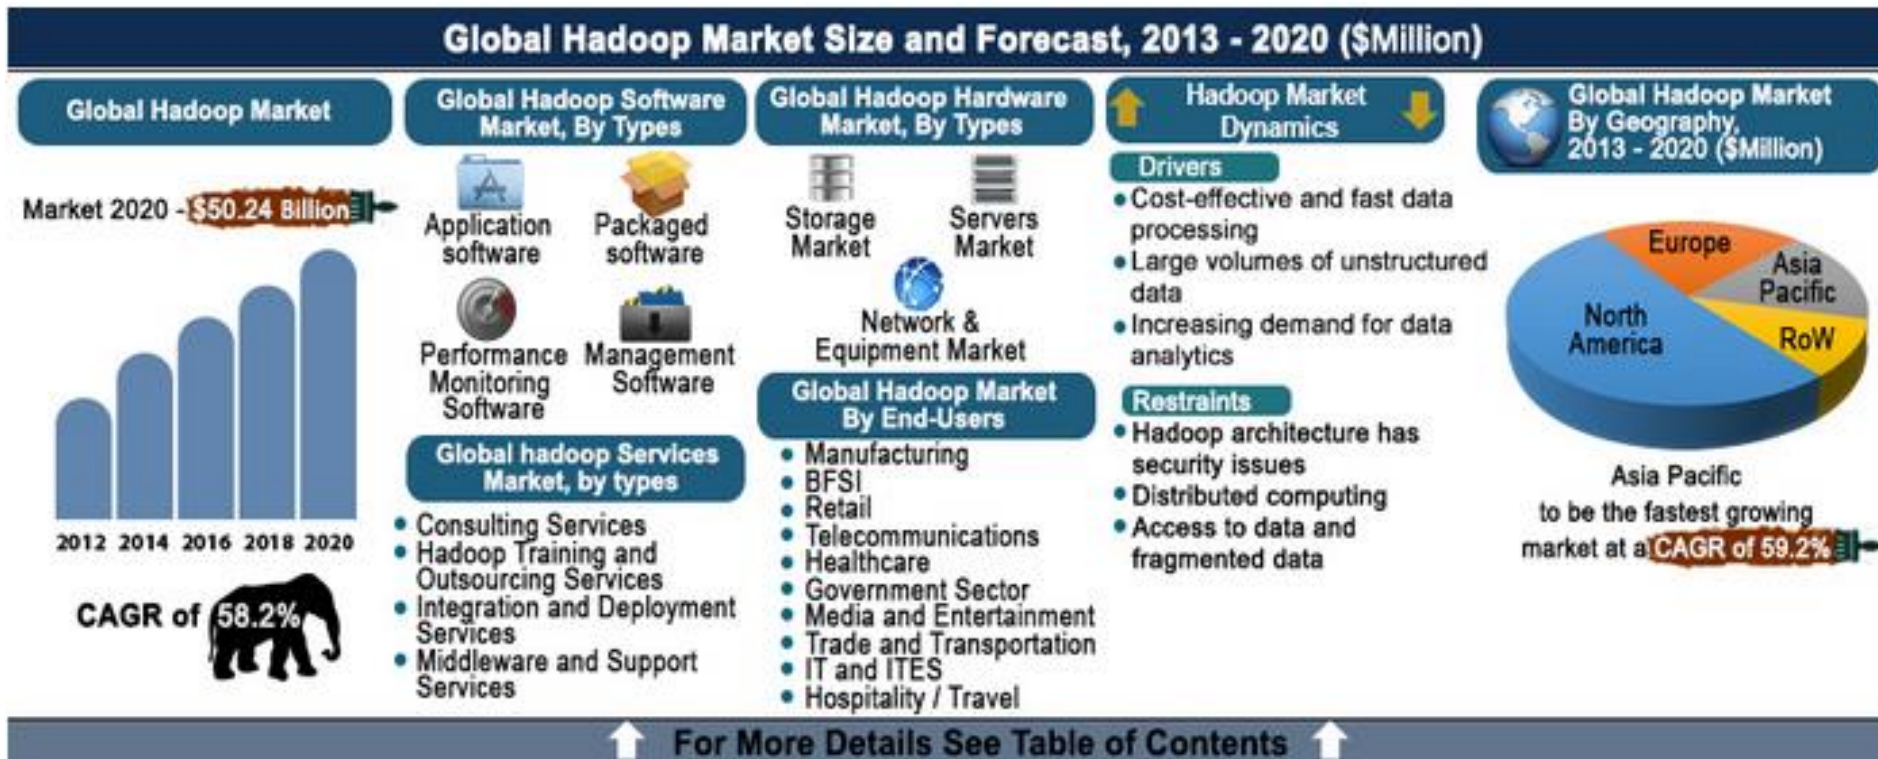 Global Hadoop Market Size and Forecast, 2013 - 2020 ($Million)
Global Hadoop Market
Market 2020 - $50.24 Billion
2012 2014 2016 2018 2020
CAGR of 58.2%
Global Hadoop Software
Market, By Types
Application
software
Packaged
software
Performance
Monitoring
Software
Management
Software
Global hadoop Services
Market, by types
Consulting Services
Hadoop Training and
Outsourcing Services
Integration and Deployment
Services
Middleware and Support
Services
Global Hadoop Hardware
Market, By Types
Storage
Market
Servers
Market
Network &
Equipment Market
Global Hadoop Market
By End-Users
Manufacturing
BFSI
Retail
Telecommunications
Healthcare
Government Sector
Media and Entertainment
Trade and Transportation
IT and ITES
Hospitality / Travel
Hadoop Market
Dynamics
Drivers
Cost-effective and fast data
processing
Large volumes of unstructured
data
Increasing demand for data
analytics
Restraints
Hadoop architecture has
security issues
Distributed computing
Access to data and
fragmented data
Global Hadoop Market
By Geography,
2013 - 2020 ($Million)
Europe
Asia
Pacific
North
America
RoW
Asia Pacific
to be the fastest growing
market at a CAGR of 59.2%
For More Details See Table of Contents